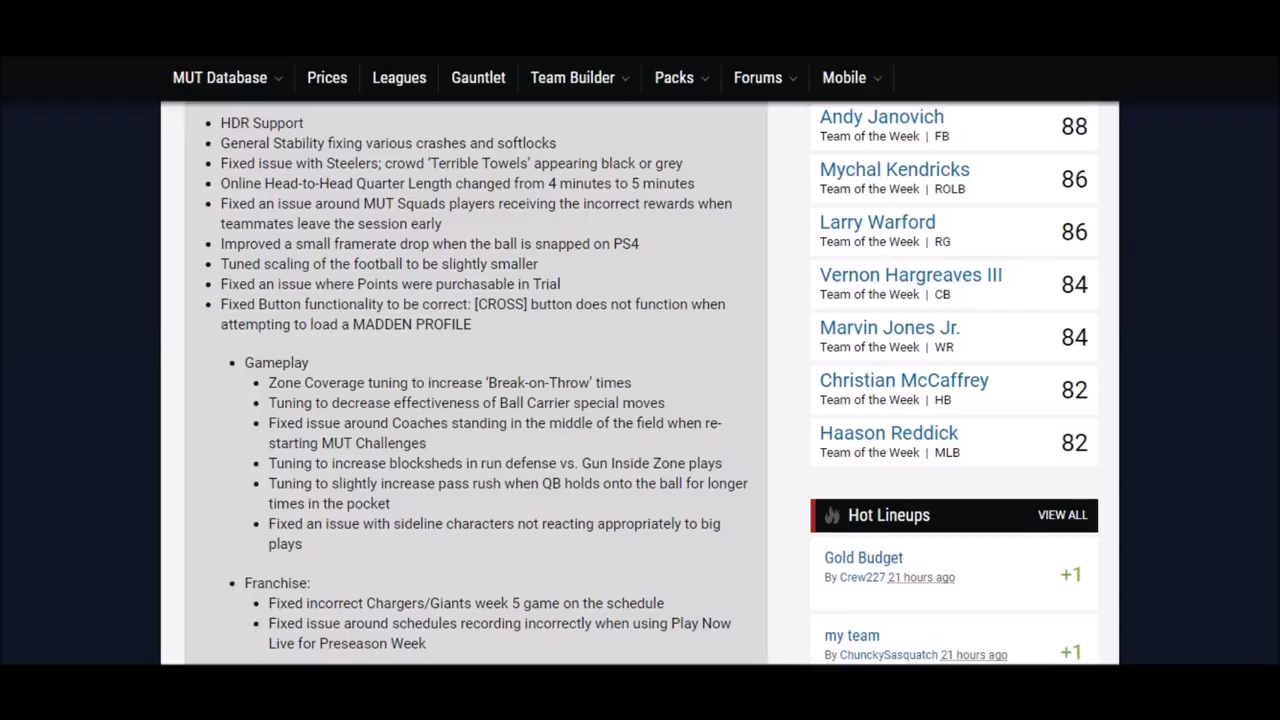 MUT Database Prices Leagues Gauntlet Team Builder Packs Forums Mobile
HDR Support
General Stability fixing various crashes and softlocks
Fixed issue with Steelers; crowd ‘Terrible Towels’ appearing black or grey
Online Head-to-Head Quarter Length changed from 4 minutes to 5 minutes
Fixed an issue around MUT Squads players receiving the incorrect rewards when
teammates leave the session early
Improved a small framerate drop when the ball is snapped on PS4
Tuned scaling of the football to be slightly smaller
Fixed an issue where Points were purchasable in Trial
Fixed Button functionality to be correct: [CROSS] button does not function when
attempting to load a MADDEN PROFILE
Gameplay
Zone Coverage tuning to increase ‘Break-on-Throw’ times
Tuning to decrease effectiveness of Ball Carrier special moves
Fixed issue around Coaches standing in the middle of the field when re-
starting MUT Challenges
Tuning to increase blocksheds in run defense vs. Gun Inside Zone plays
Tuning to slightly increase pass rush when QB holds onto the ball for longer
times in the pocket
Fixed an issue with sideline characters not reacting appropriately to big
plays
Franchise:
Fixed incorrect Chargers/Giants week 5 game on the schedule
Fixed issue around schedules recording incorrectly when using Play Now
Live for Preseason Week
Andy Janovich
Team of the Week | FB
88
Mychal Kendricks
Team of the Week | ROLB
86
Larry Warford
Team of the Week | RG
86
Vernon Hargreaves III
Team of the Week | CB
84
Marvin Jones Jr.
Team of the Week | WR
84
Christian McCaffrey
Team of the Week | HB
82
Haason Reddick
Team of the Week | MLB
82
Hot Lineups VIEW ALL
Gold Budget
By Crew227 21 hours ago
+1
my team
By ChunckySasquatch 21 hours ago
+1